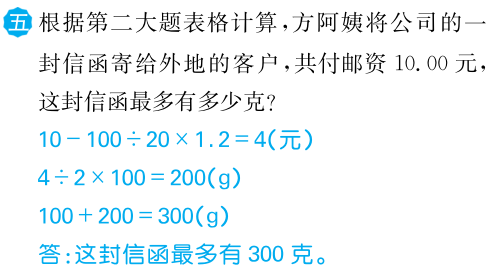 五 根据第二大题表格计算,方阿姨将公司的一
封信函寄给外地的客户,共付邮资 10.00 元,
这封信函最多有多少克?
10-100÷20×1.2=4(元)
4÷2×100=200(g)
100+200=300(g)
答:这封信函最多有 300 克。